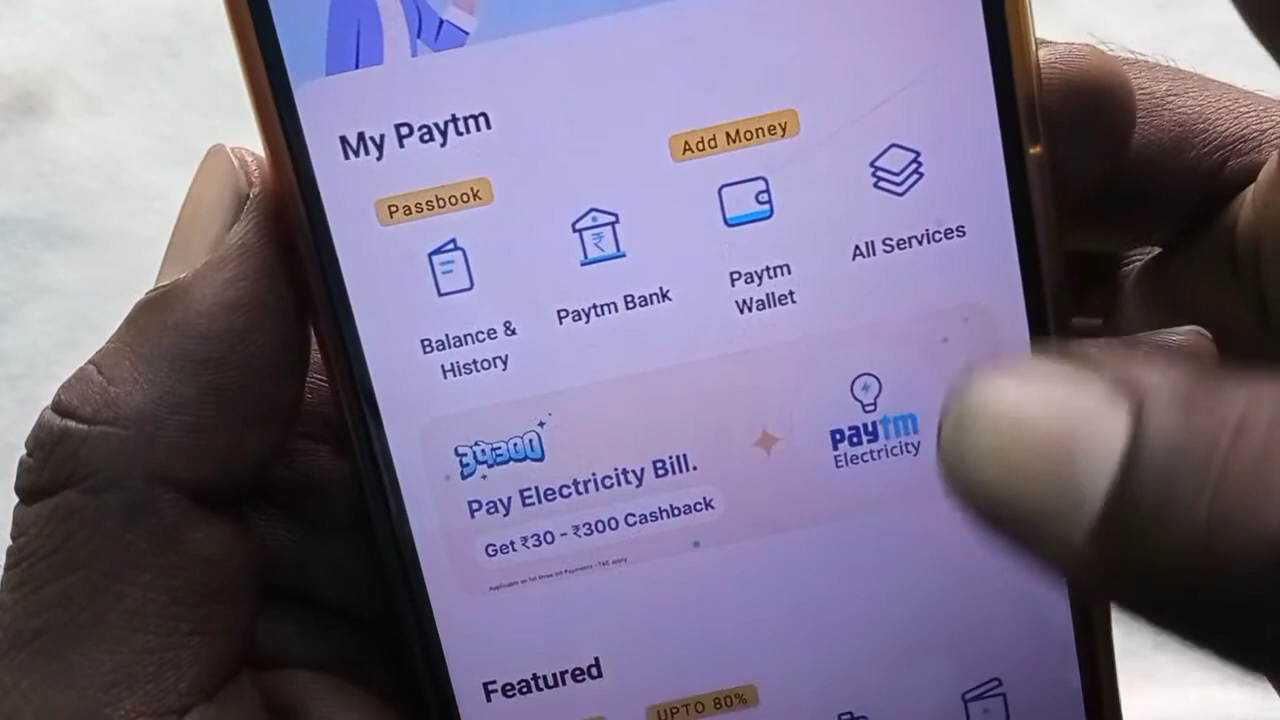 My Paytm
Passbook
Add Money
Balance &
History
Paytm Bank
Paytm
Wallet
All Services
₹300
Pay Electricity Bill.
Get ₹30 - ₹300 Cashback
paytm
Electricity
Featured
UPTO 80%